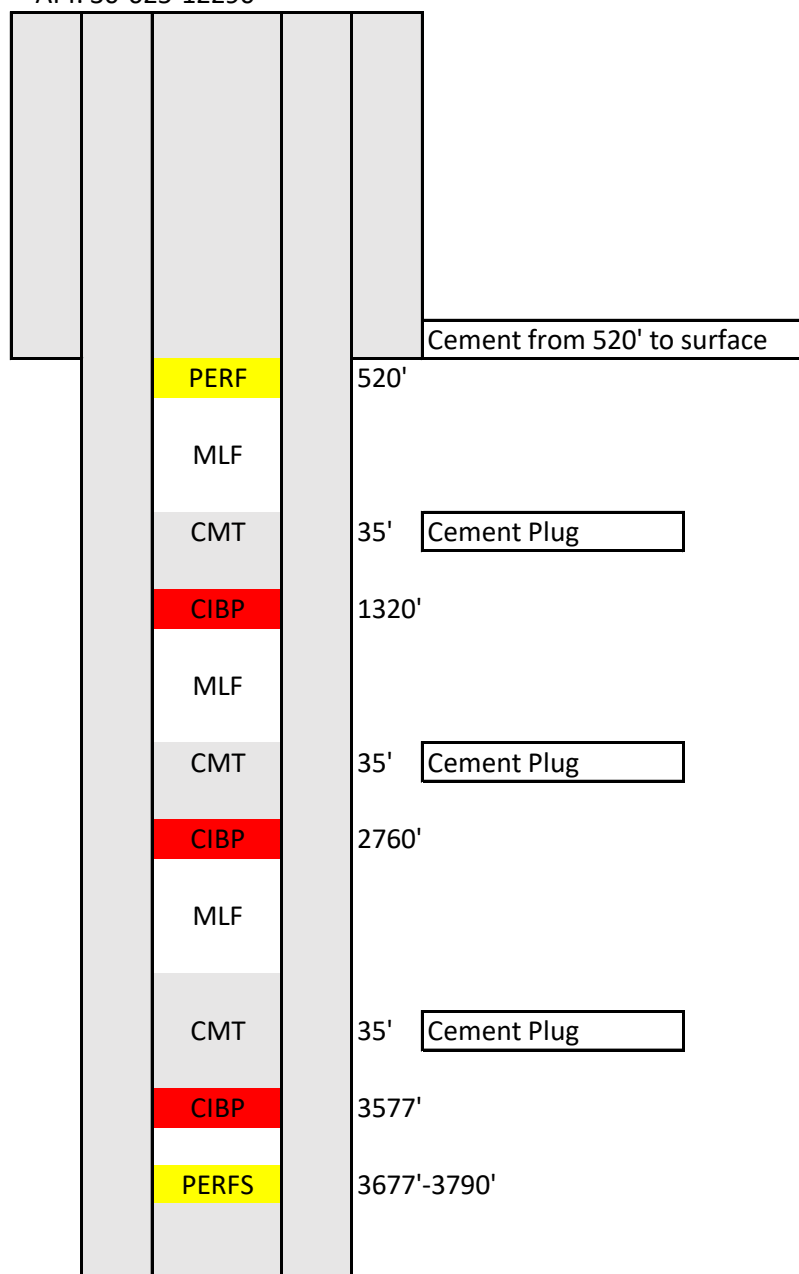 Cement from 520' to surface
PERF 520'
MLF
CMT 35' Cement Plug
CIBP 1320'
MLF
CMT 35' Cement Plug
CIBP 2760'
MLF
CMT 35' Cement Plug
CIBP 3577'
PERFS 3677'-3790'